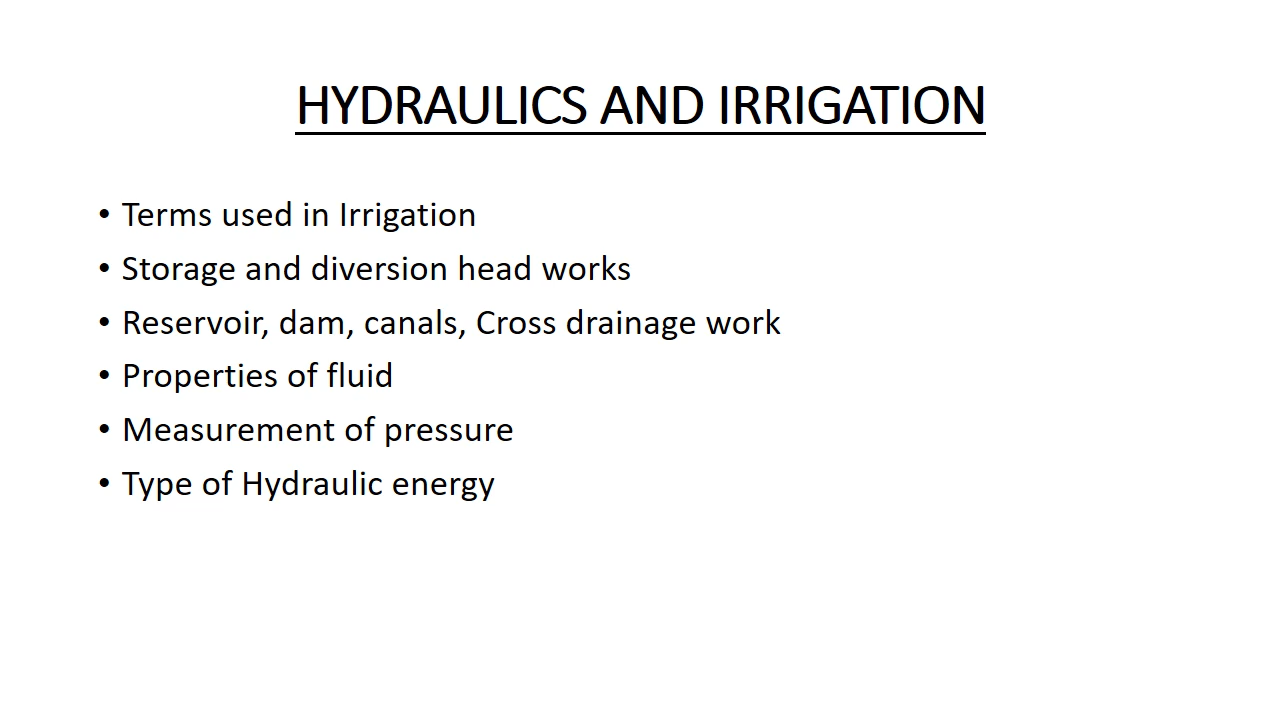 HYDRAULICS AND IRRIGATION
• Terms used in Irrigation
• Storage and diversion head works
• Reservoir, dam, canals, Cross drainage work
• Properties of fluid
• Measurement of pressure
• Type of Hydraulic energy